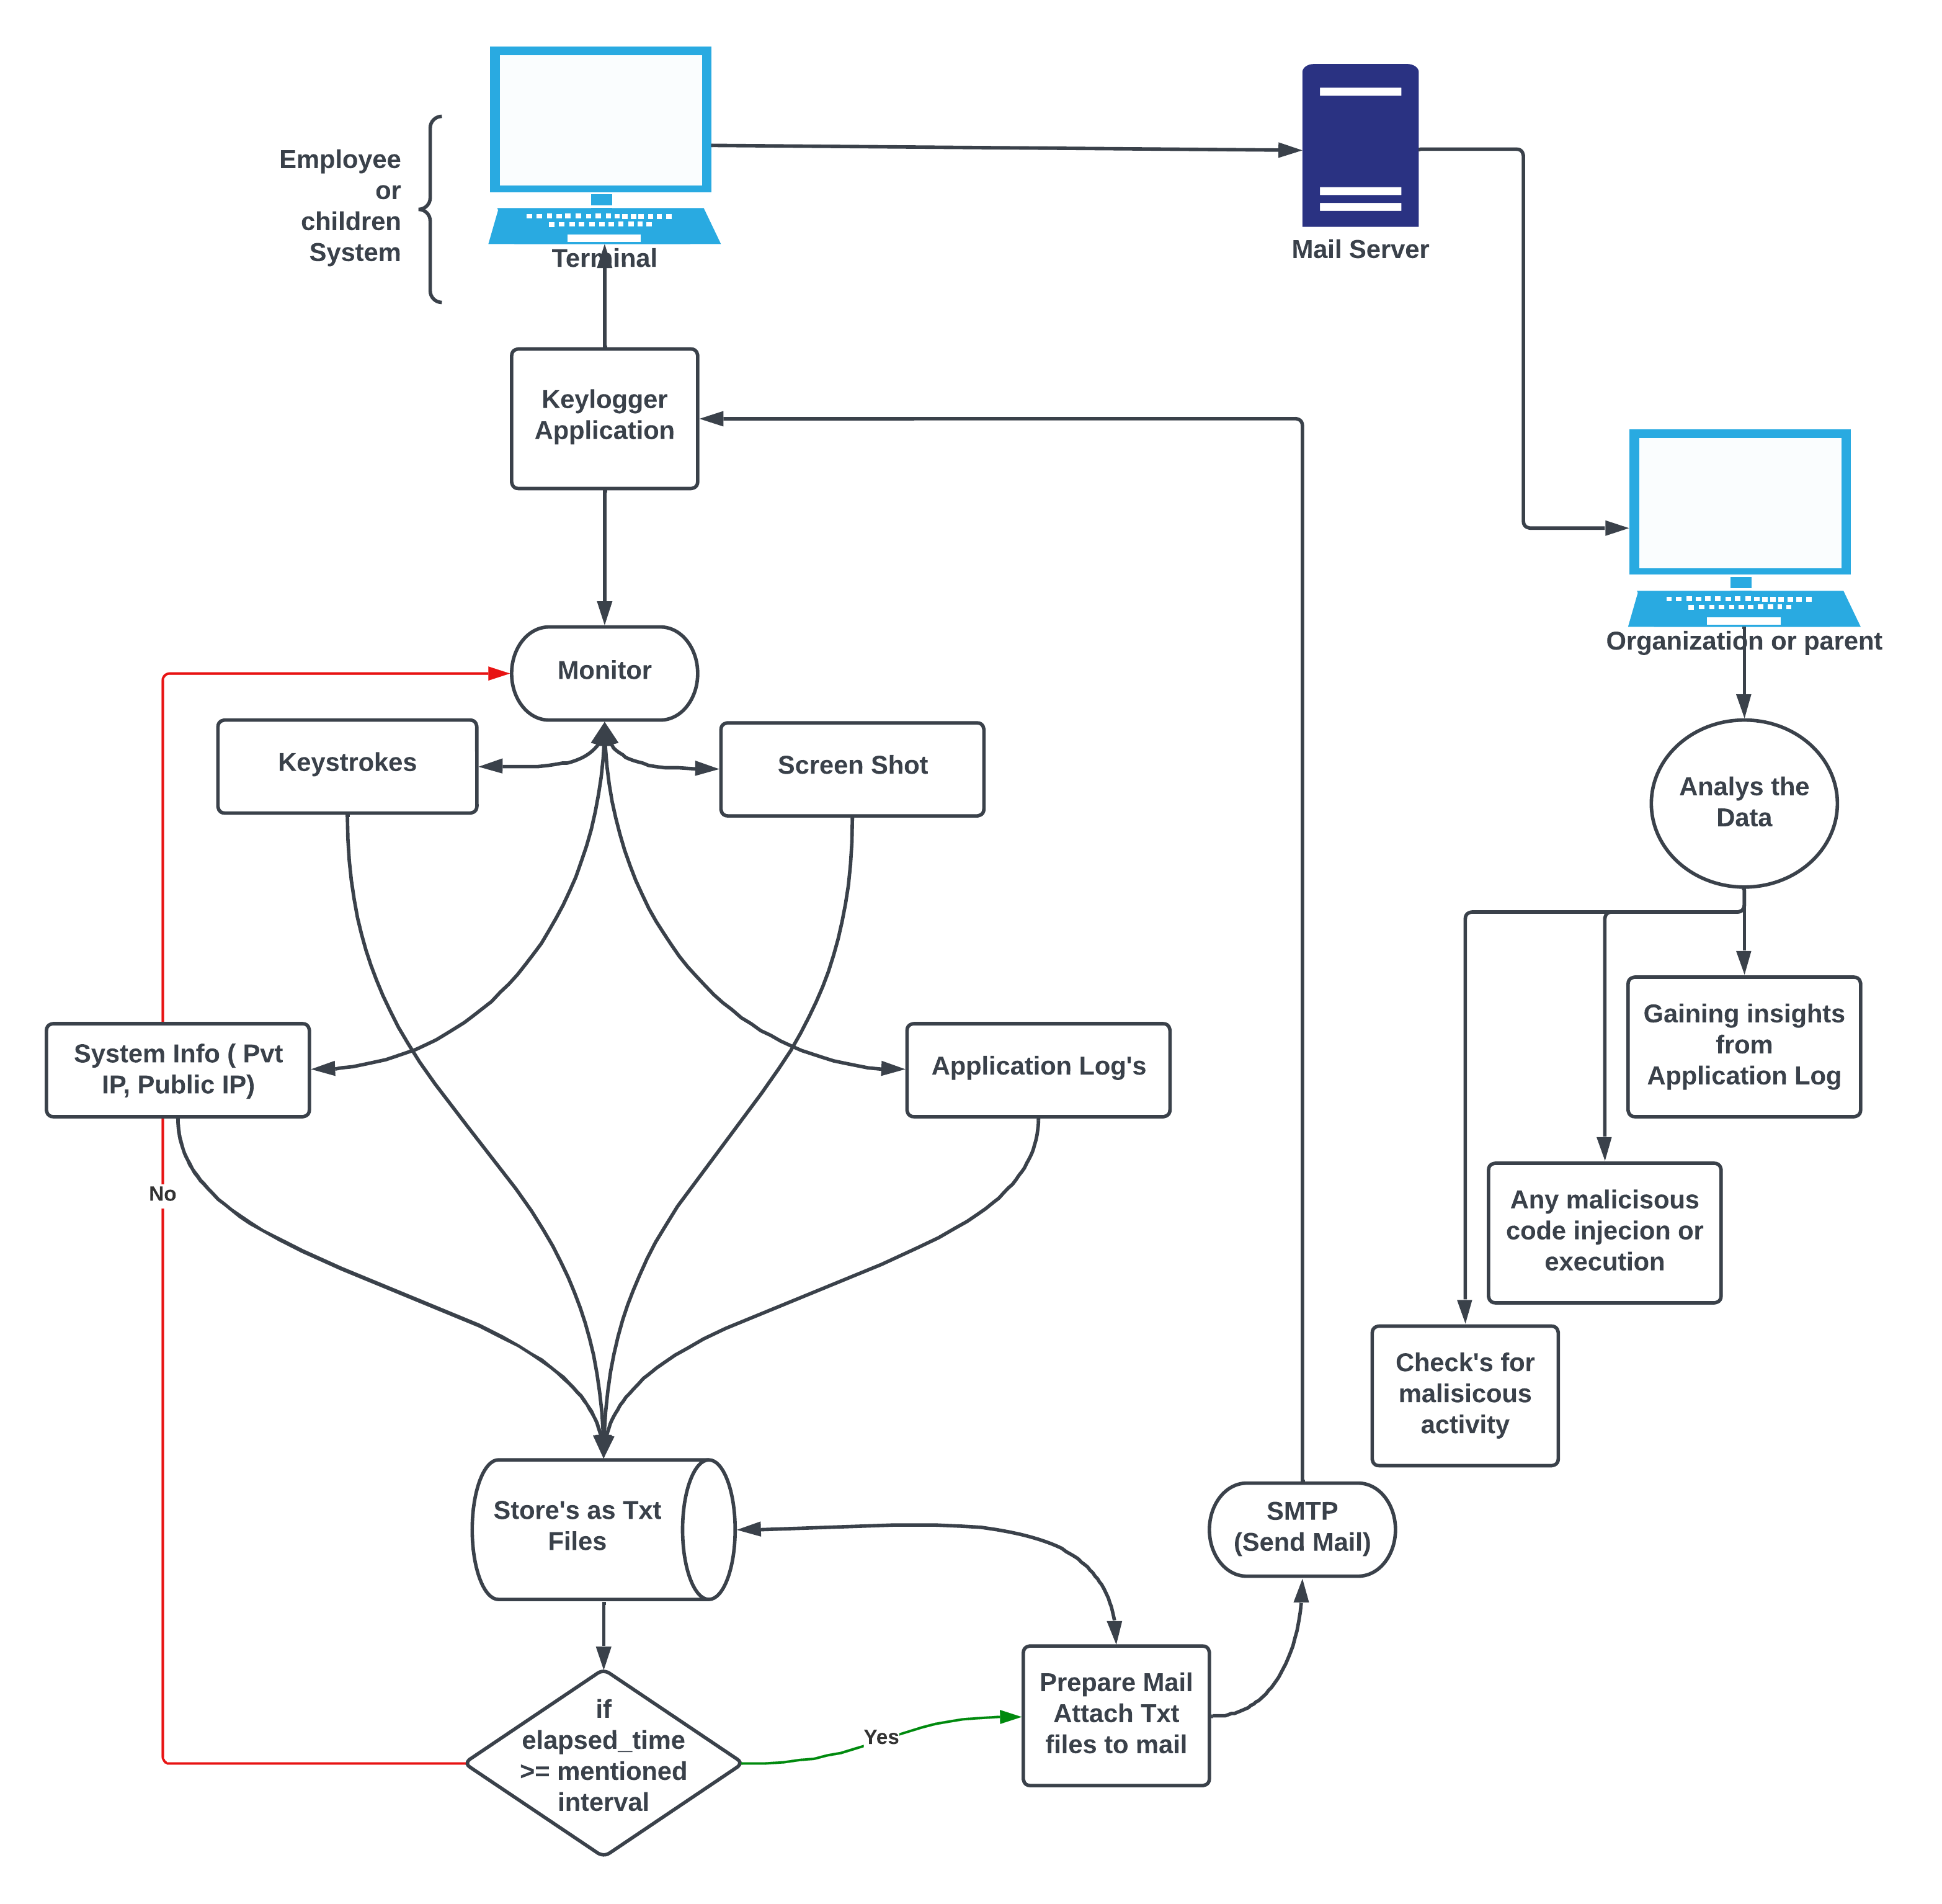 Employee
or
children
System
Terminal
Mail Server
Keylogger
Application
Organization or parent
Monitor
Keystrokes
Screen Shot
Analys the
Data
System Info ( Pvt
IP, Public IP)
Application Log's
Gaining insights
from
Application Log
No
Any malicisous
code injecion or
execution
Check's for
malisicous
activity
Store's as Txt
Files
SMTP
(Send Mail)
if
elapsed_time
>= mentioned
interval
Yes
Prepare Mail
Attach Txt
files to mail